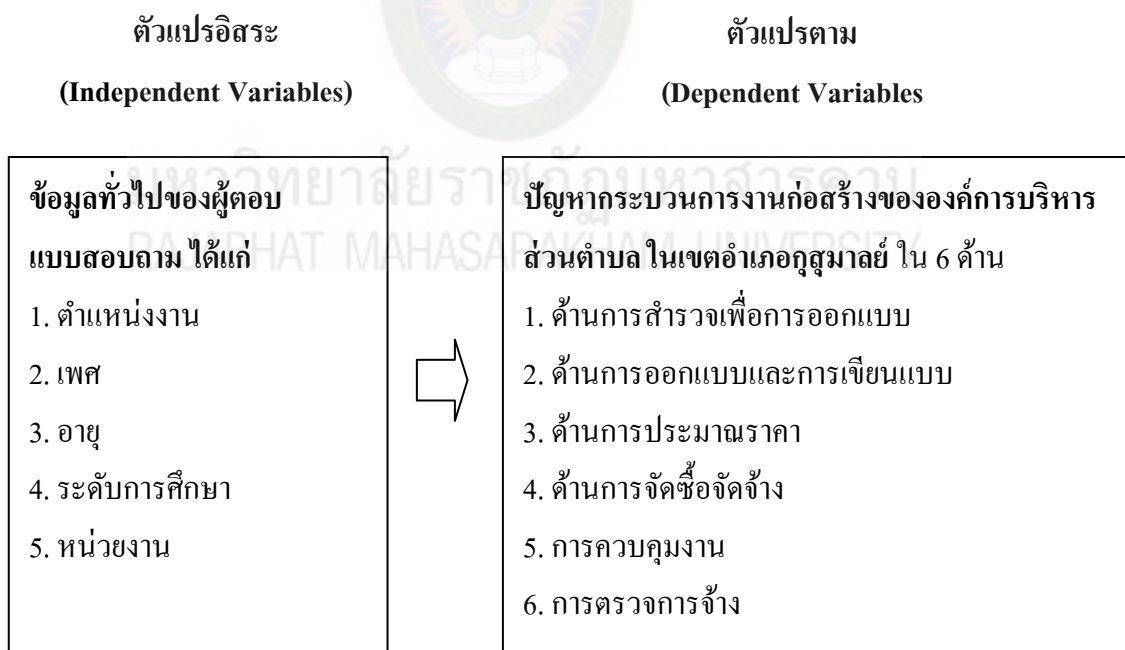 ตัวแปรอิสระ
(Independent Variables)
ตัวแปรตาม
(Dependent Variables
มหาวิทยาลัยราชภัฏมหาสารคาม
RAJABHAT MAHASARAKHAM UNIVERSITY
ข้อมูลทั่วไปของผู้ตอบ
แบบสอบถาม ได้แก่
1. ตำแหน่งงาน
2. เพศ
3. อายุ
4. ระดับการศึกษา
5. หน่วยงาน
ปัญหากระบวนการงานก่อสร้างขององค์การบริหาร
ส่วนตำบล ในเขตอำเภอกุสุมาลย์ ใน 6 ด้าน
1. ด้านการสำรวจเพื่อการออกแบบ
2. ด้านการออกแบบและการเขียนแบบ
3. ด้านการประมาณราคา
4. ด้านการจัดซื้อจัดจ้าง
5. การควบคุมงาน
6. การตรวจการจ้าง